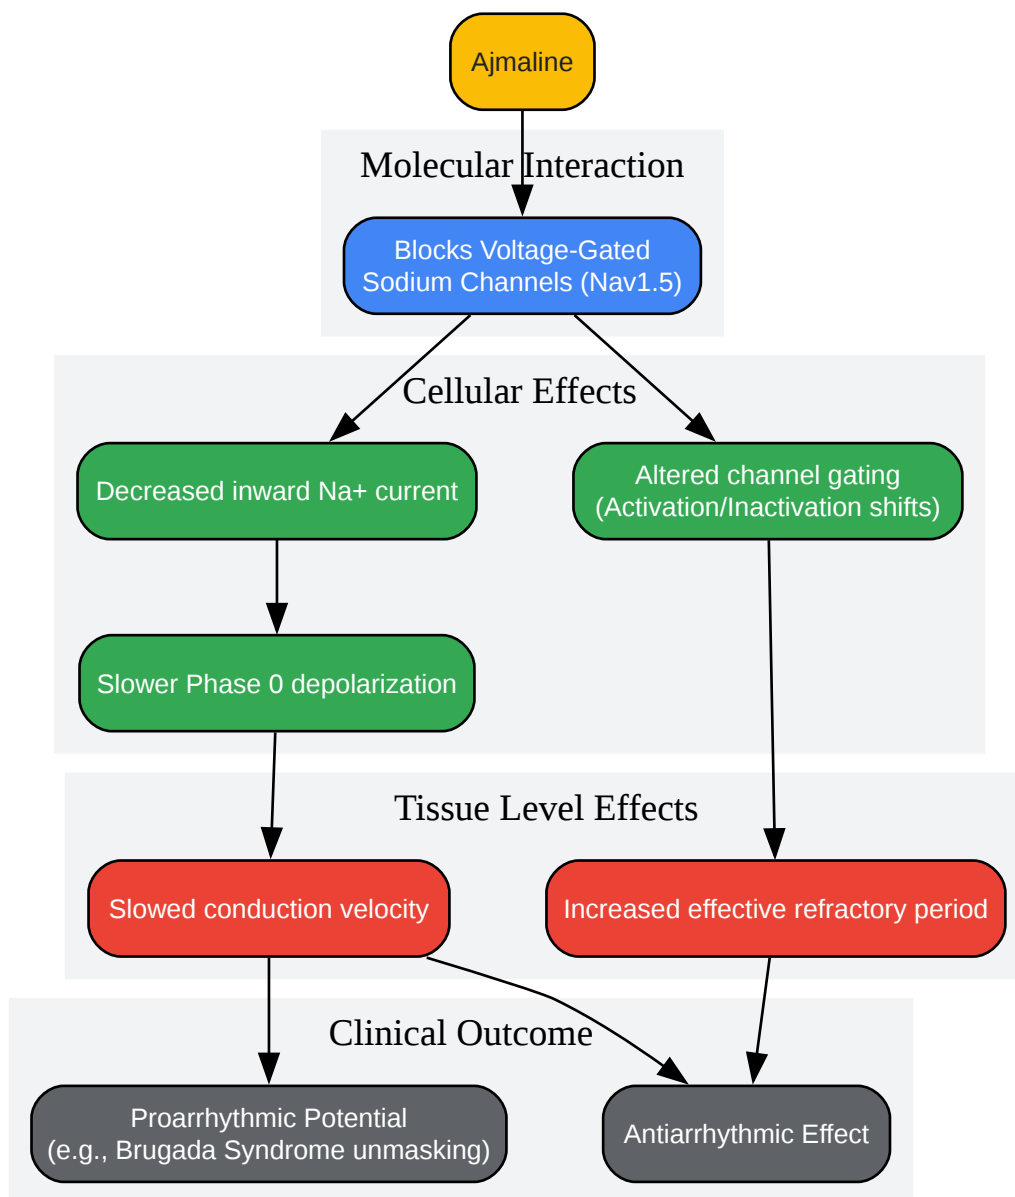 Ajmaline
Molecular Interaction
Blocks Voltage-Gated
Sodium Channels (Nav1.5)
Cellular Effects
Decreased inward Na+ current
Altered channel gating
(Activation/Inactivation shifts)
Slower Phase 0 depolarization
Tissue Level Effects
Slowed conduction velocity
Increased effective refractory period
Clinical Outcome
Proarrhythmic Potential
(e.g., Brugada Syndrome unmasking)
Antiarrhythmic Effect